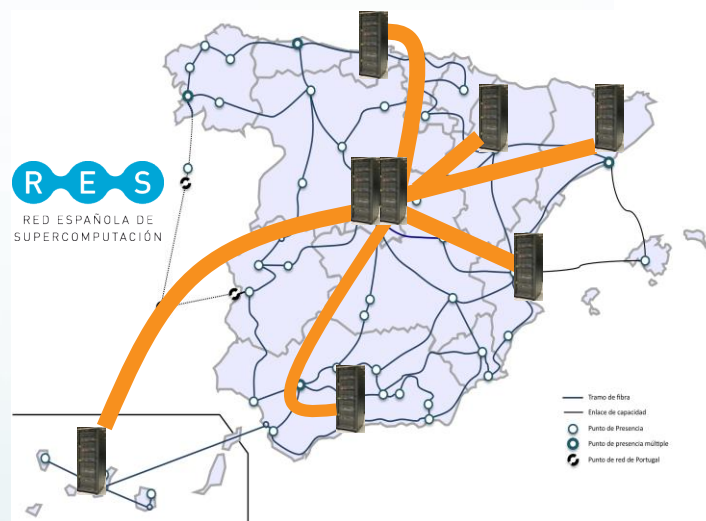 RES
RED ESPAÑOLA DE
SUPERCOMPUTACIÓN
Tramo de fibra
Enlace de capacidad
Punto de Presencia
Punto de presencia múltiple
Punto de red de Portugal